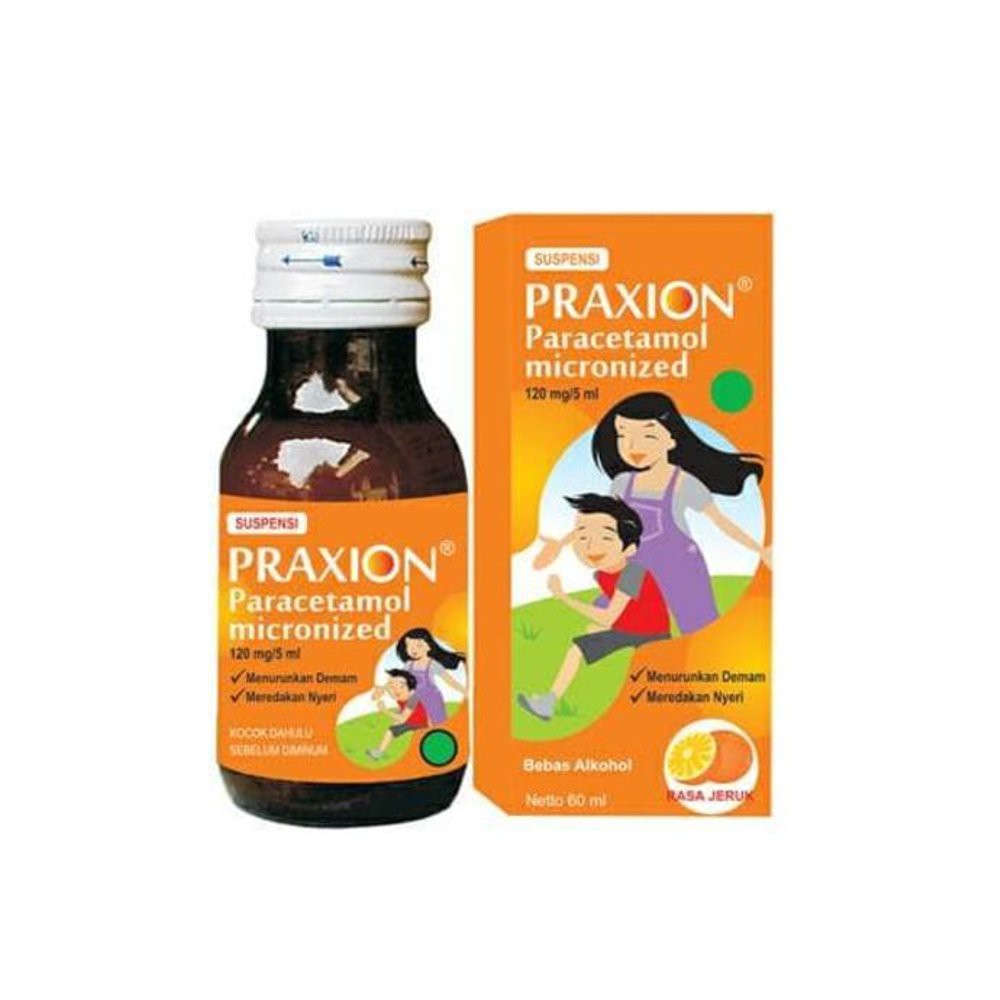 SUSPENSI
PRAXION®
Paracetamol
micronized
120 mg/5 ml
Menurunkan Demam
Meredakan Nyeri
KOCOK DAHULU
SEBELUM DIMINUM
SUSPENSI
PRAXION®
Paracetamol
micronized
120 mg/5 ml
Menurunkan Demam
Meredakan Nyeri
Bebas Alkohol
RASA JERUK
Netto 60 ml